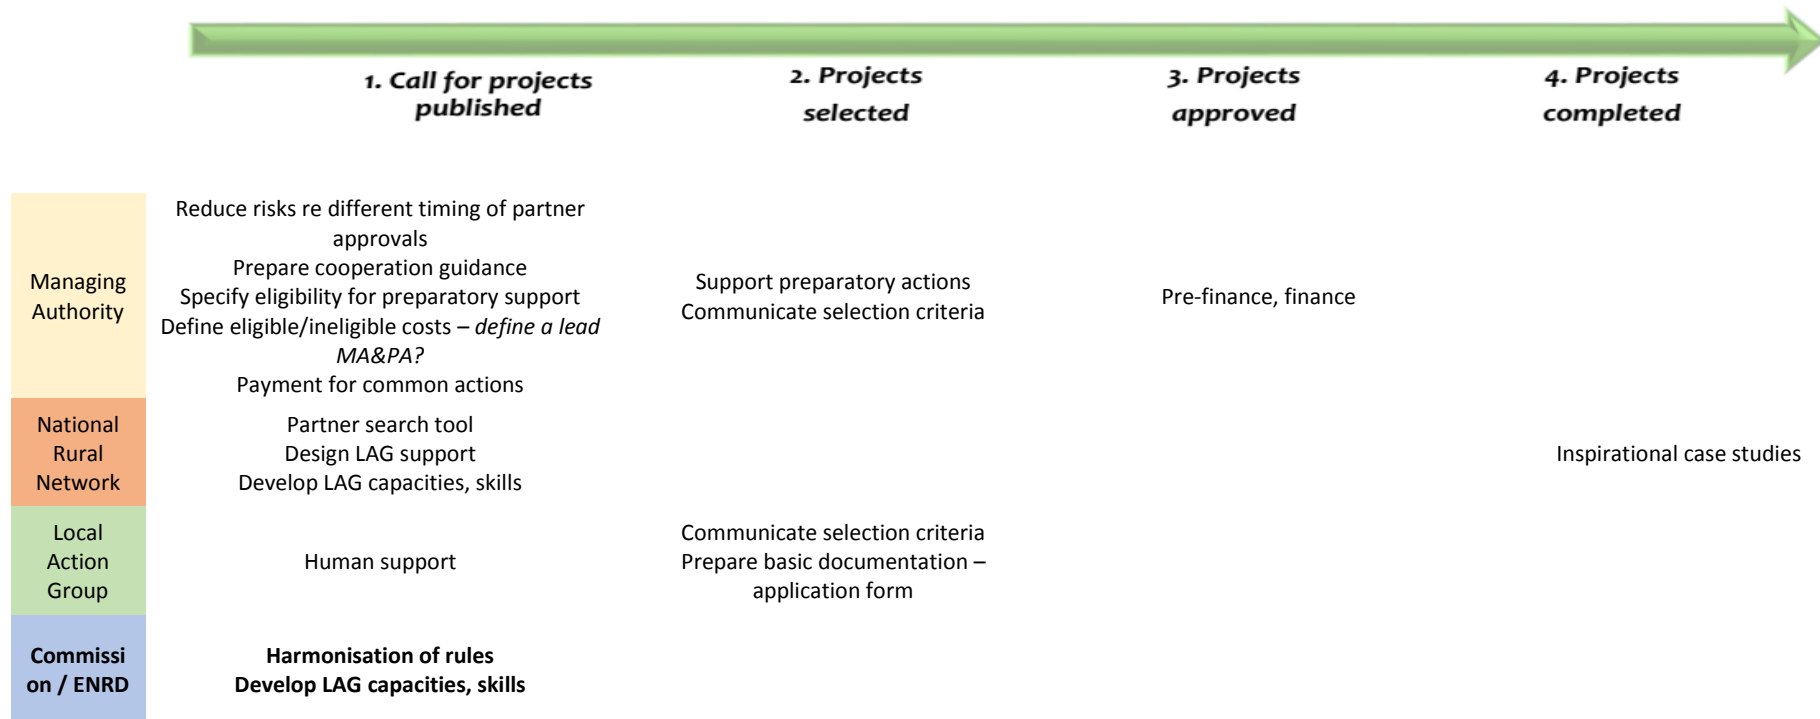 1. Call for projects
published
2. Projects
selected
3. Projects
approved
4. Projects
completed
Managing
Authority
Reduce risks re different timing of partner
approvals
Prepare cooperation guidance
Specify eligibility for preparatory support
Define eligible/ineligible costs – define a lead
MA&PA?
Payment for common actions
Support preparatory actions
Communicate selection criteria
Pre-finance, finance
National
Rural
Network
Partner search tool
Design LAG support
Develop LAG capacities, skills
Inspirational case studies
Local
Action
Group
Human support
Communicate selection criteria
Prepare basic documentation –
application form
Commissi
on / ENRD
Harmonisation of rules
Develop LAG capacities, skills